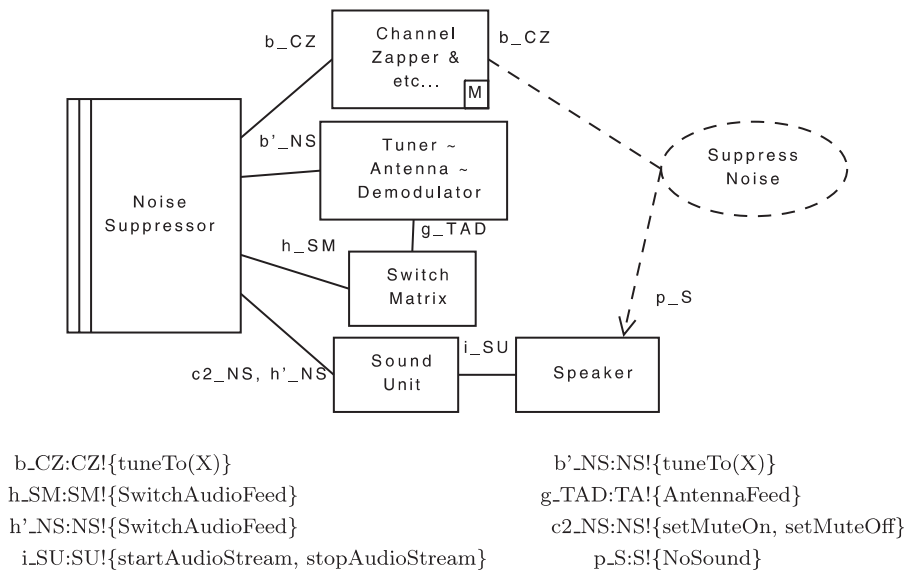 b_CZ
Channel
Zapper &
etc...
M
b_CZ
b'_NS
Tuner ~
Antenna ~
Demodulator
Suppress
Noise
Noise
Suppressor
g_TAD
h_SM
Switch
Matrix
p_S
i_SU
c2_NS, h'_NS
Sound
Unit
Speaker
b_CZ:CZ!{tuneTo(X)}
b'_NS:NS!{tuneTo(X)}
h_SM:SM!{SwitchAudioFeed}
g_TAD:TA!{AntennaFeed}
h'_NS:NS!{SwitchAudioFeed}
c2_NS:NS!{setMuteOn, setMuteOff}
i_SU:SU!{startAudioStream, stopAudioStream}
p_S:S!{NoSound}